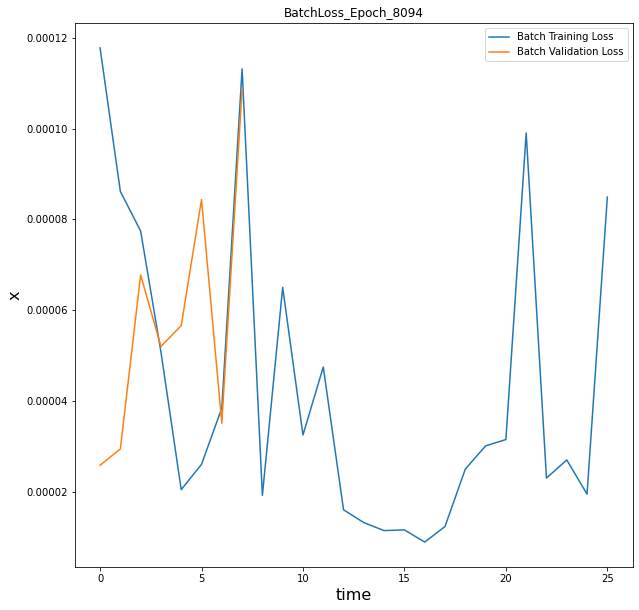 BatchLoss_Epoch_8094
Batch Training Loss
Batch Validation Loss
0.00012
0.00010
0.00008
0.00006
0.00004
0.00002
x
0 5 10 15 20 25
time